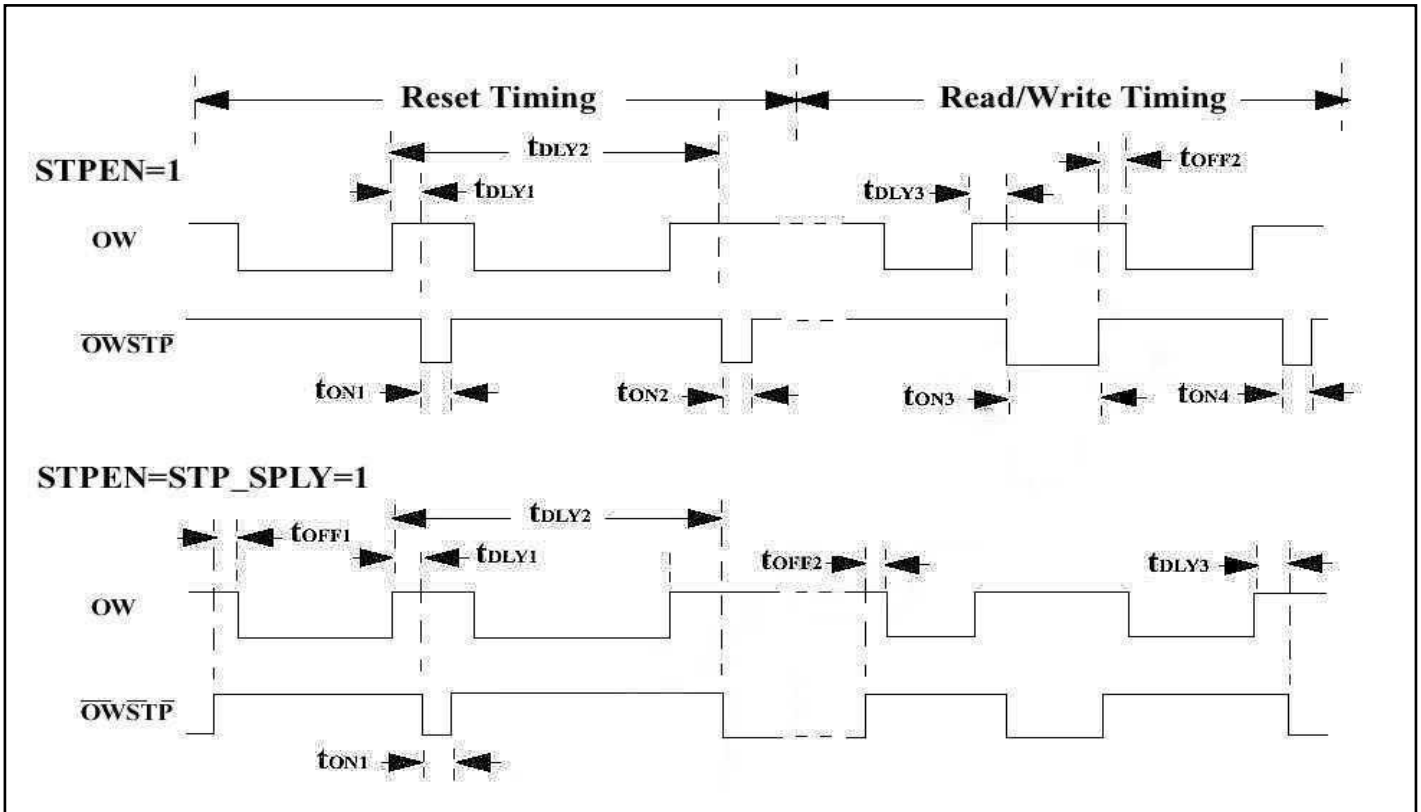 Reset Timing
Read/Write Timing
STPEN=1
tDLY2
tOFF2
tDLY1
tDLY3
OW
OWSTP
tON1
tON2
tON3
tON4
STPEN=STP_SPLY=1
tDLY2
tOFF1
tDLY1
tOFF2
tDLY3
OW
OWSTP
tON1